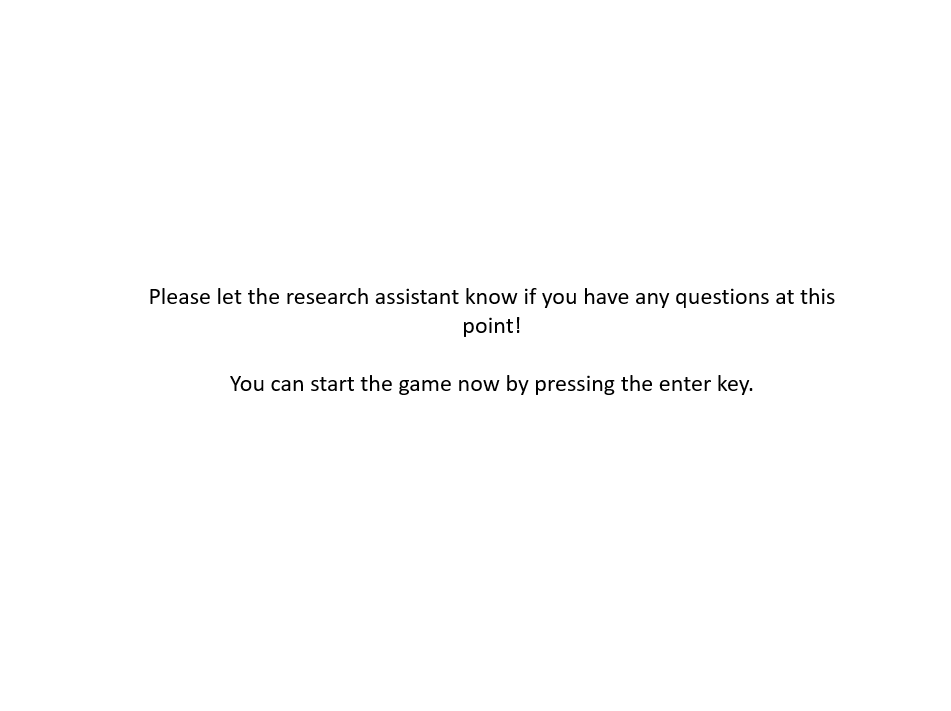 Please let the research assistant know if you have any questions at this
point!
You can start the game now by pressing the enter key.